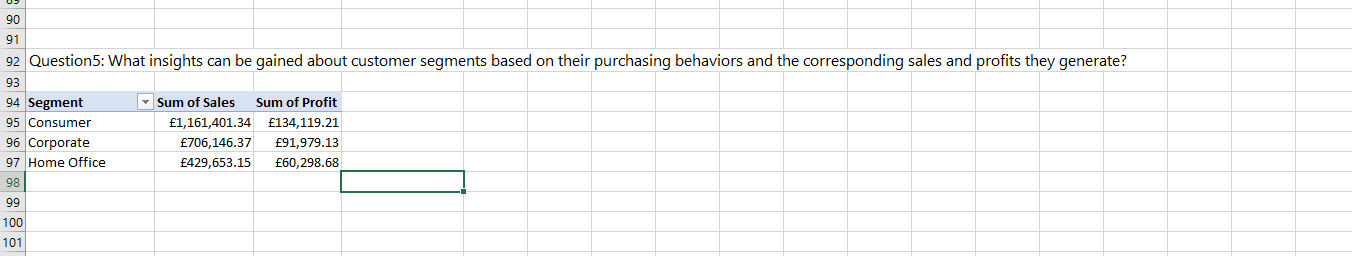 90
91
92 Question5: What insights can be gained about customer segments based on their purchasing behaviors and the corresponding sales and profits they generate?
93
94 Segment Sum of Sales Sum of Profit
95 Consumer £1,161,401.34 £134,119.21
96 Corporate £706,146.37 £91,979.13
97 Home Office £429,653.15 £60,298.68
98
99
100
101